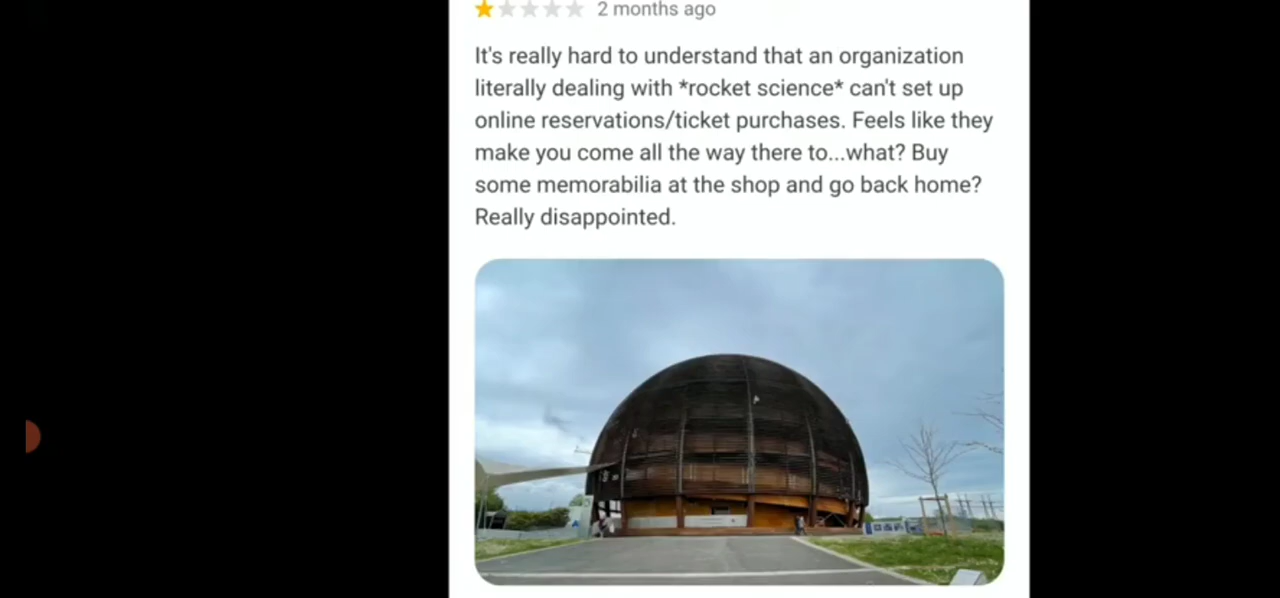 2 months ago
It's really hard to understand that an organization
literally dealing with *rocket science* can't set up
online reservations/ticket purchases. Feels like they
make you come all the way there to...what? Buy
some memorabilia at the shop and go back home?
Really disappointed.